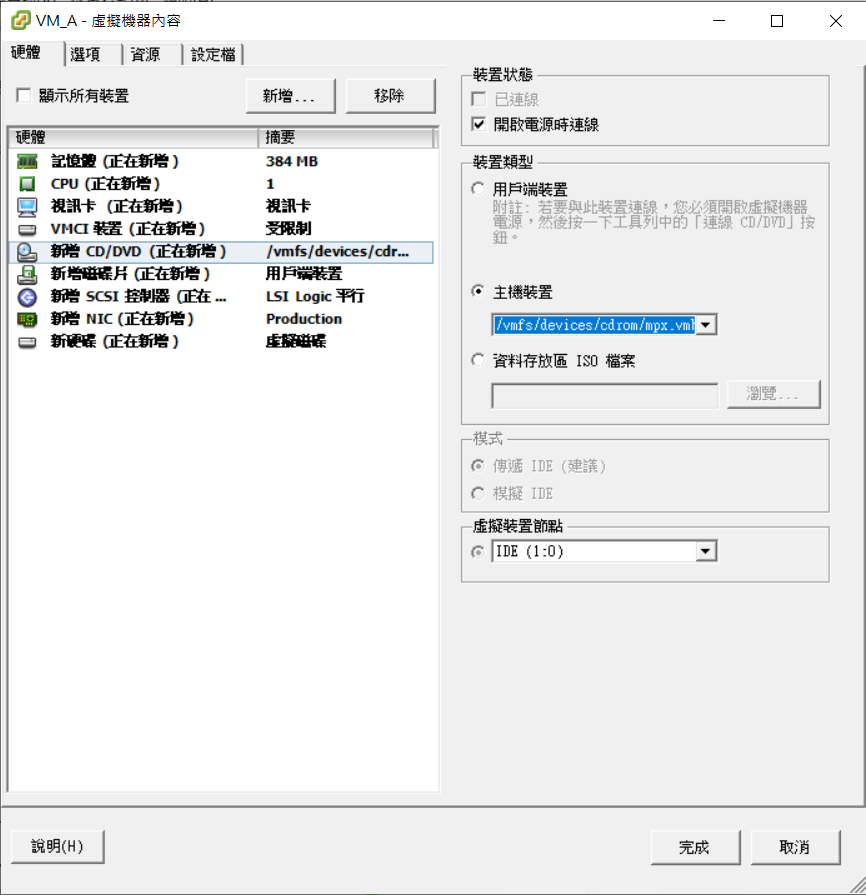 VM_A - 虛擬機器內容
硬體 選項 資源 設定檔
顯示所有裝置 新增... 移除
硬體 摘要
記憶體 (正在新增) 384 MB
CPU (正在新增) 1
視訊卡 (正在新增) 視訊卡
VMCI 裝置 (正在新增) 受限制
新增 CD/DVD (正在新增) /vmfs/devices/cdr...
新增磁碟片 (正在新增) 用戶端裝置
新增 SCSI 控制器 (正在 ... LSI Logic 平行
新增 NIC (正在新增) Production
新硬碟 (正在新增) 虛擬磁碟
裝置狀態
已連線
開啟電源時連線
裝置類型
用戶端裝置
附註: 若要與此裝置連線，您必須開啟虛擬機器
電源，然後按一下工具列中的「連線 CD/DVD」按
鈕。
主機裝置
/vmfs/devices/cdrom/mpx.vmh
資料存放區 ISO 檔案
瀏覽...
模式
傳遞 IDE (建議)
模擬 IDE
虛擬裝置節點
IDE (1:0)
說明(H) 完成 取消